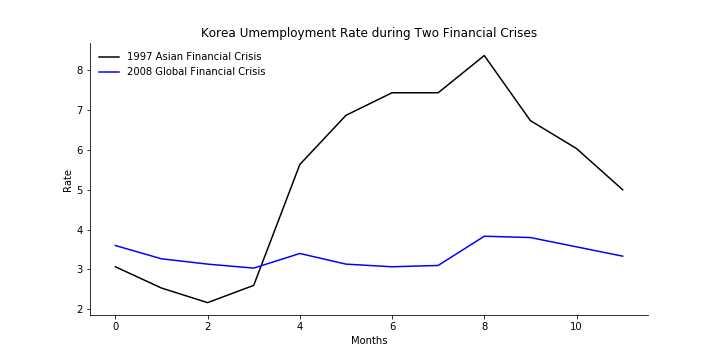 Korea Umemployment Rate during Two Financial Crises
1997 Asian Financial Crisis
2008 Global Financial Crisis
Rate
8
7
6
5
4
3
2
0
2
4
6
8
10
Months